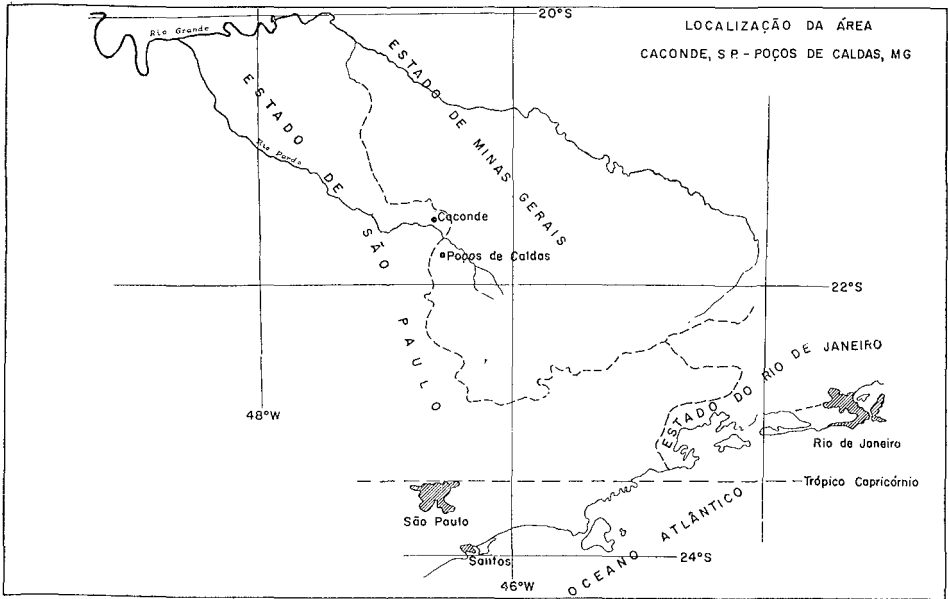 LOCALIZAÇÃO DA ÁREA
CACONDE, S P. - POÇOS DE CALDAS, MG
20°S
Rio Grande
ESTADO DE MINAS GERAIS
ESTADO DE SÃO PAULO
Rio Pardo
Caconde
Poços de Caldas
22°S
48°W
ESTADO DO RIO DE JANEIRO
Rio de Janeiro
Trópico Capricórnio
São Paulo
OCEANO ATLÂNTICO
Santos
24°S
46°W